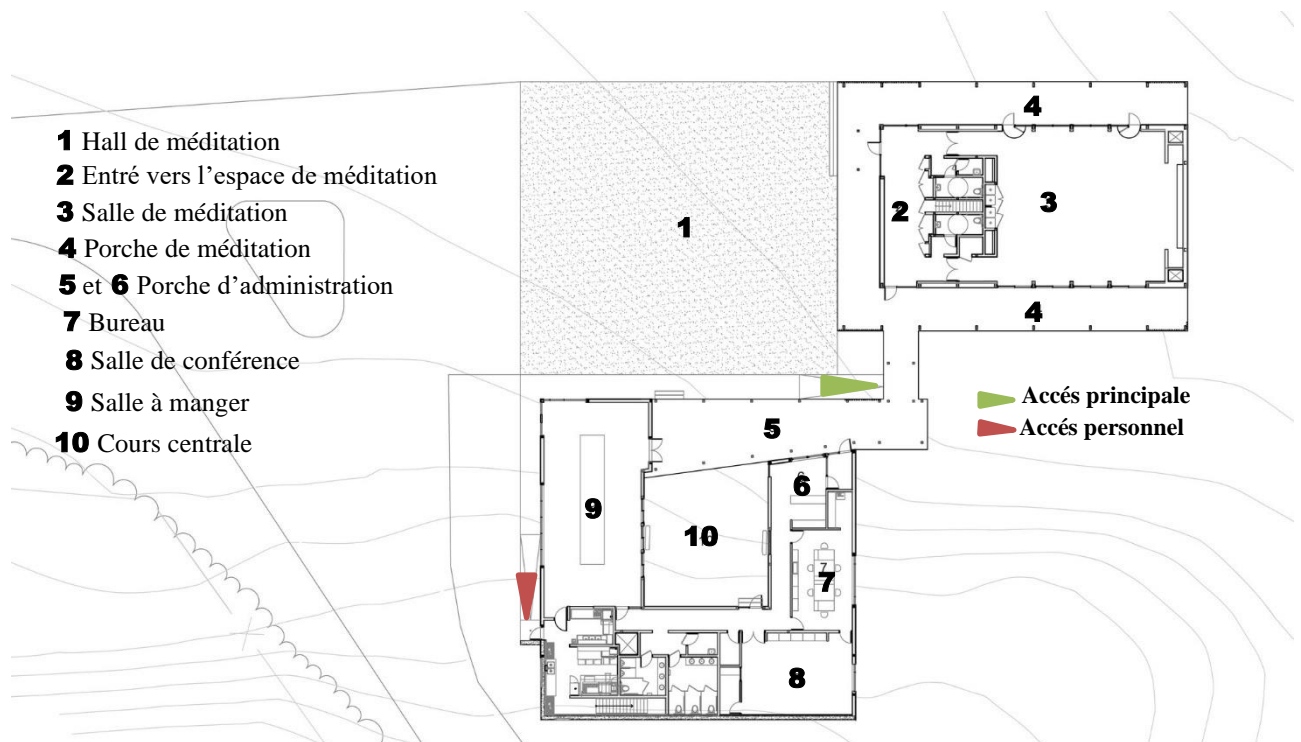 1 Hall de méditation
2 Entré vers l’espace de méditation
3 Salle de méditation
4 Porche de méditation
5 et 6 Porche d’administration
7 Bureau
8 Salle de conférence
9 Salle à manger
10 Cours centrale
4
1
2
3
4
Accés principale
Accés personnel
5
6
9
10
7
7
8